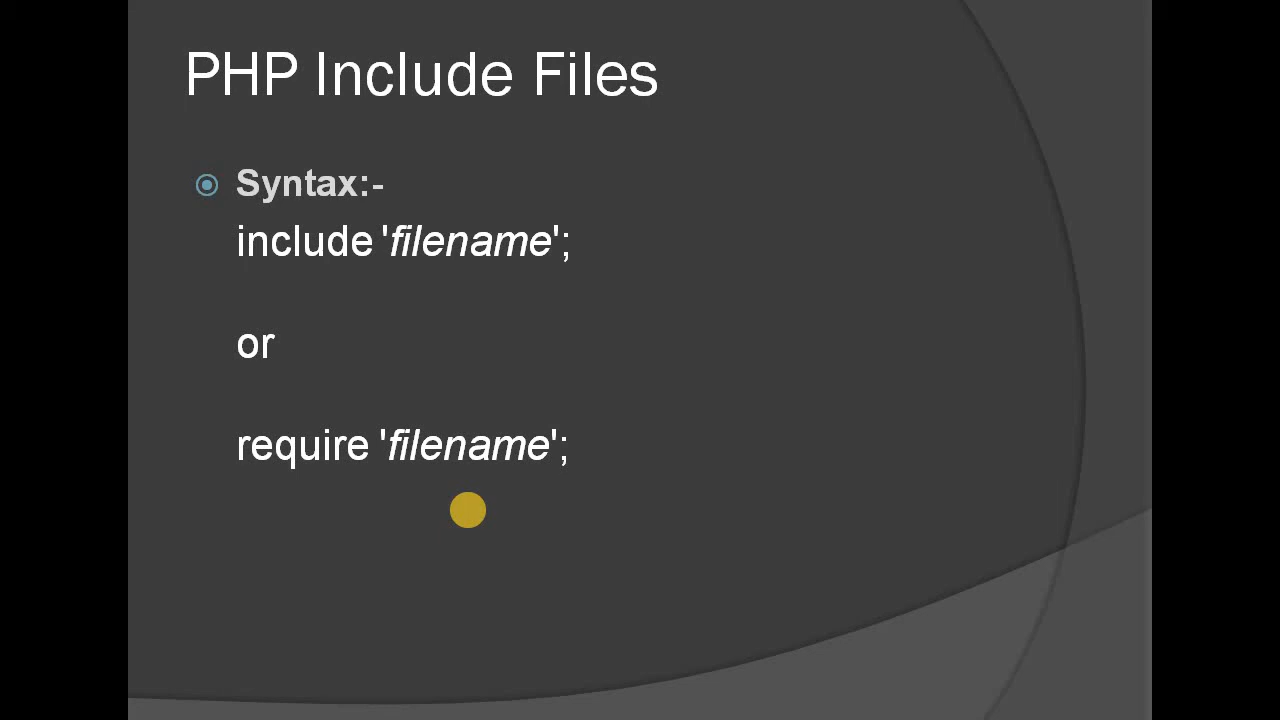 PHP Include Files
Syntax:-
include 'filename';
or
require 'filename';